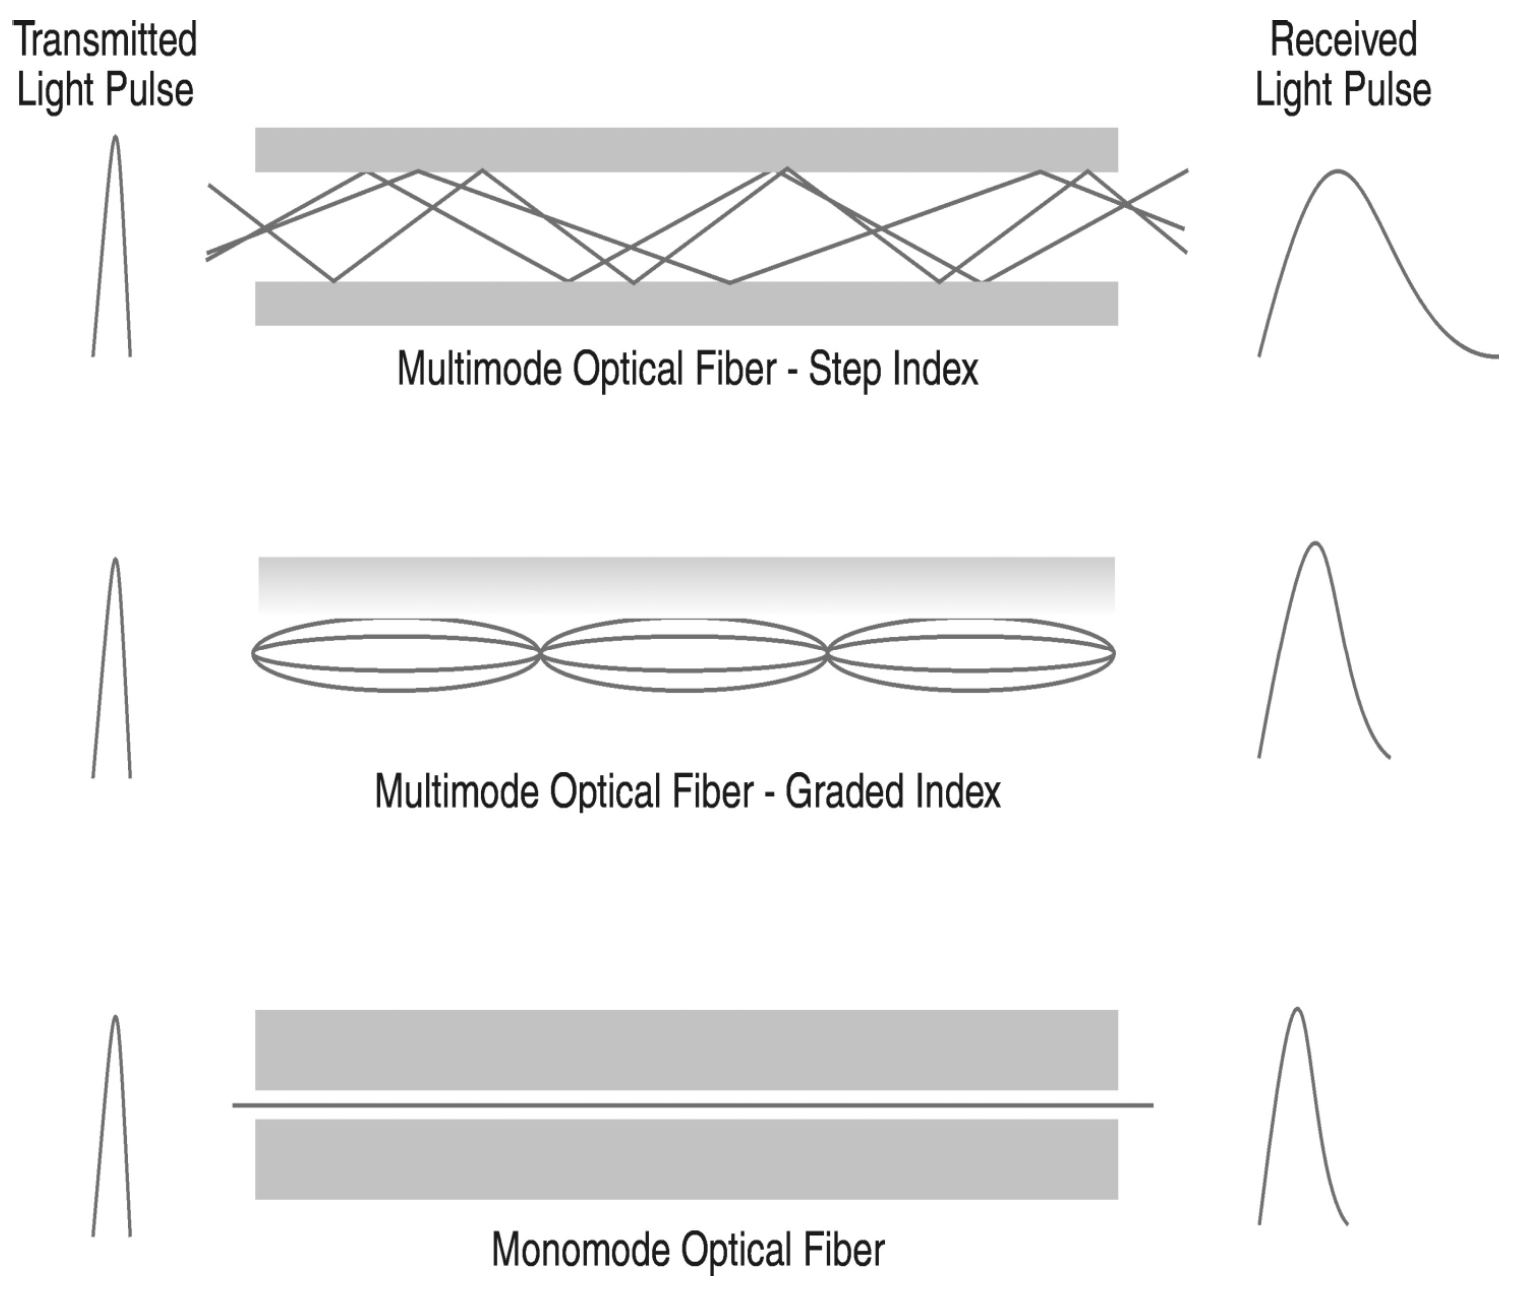 Transmitted
Light Pulse
Received
Light Pulse
Multimode Optical Fiber - Step Index
Multimode Optical Fiber - Graded Index
Monomode Optical Fiber